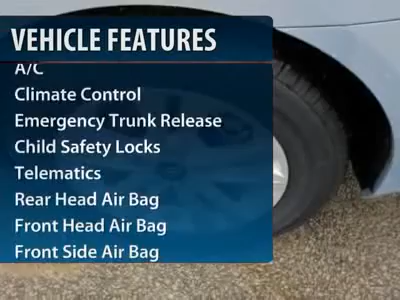 VEHICLE FEATURES
A/C
Climate Control
Emergency Trunk Release
Child Safety Locks
Telematics
Rear Head Air Bag
Front Head Air Bag
Front Side Air Bag